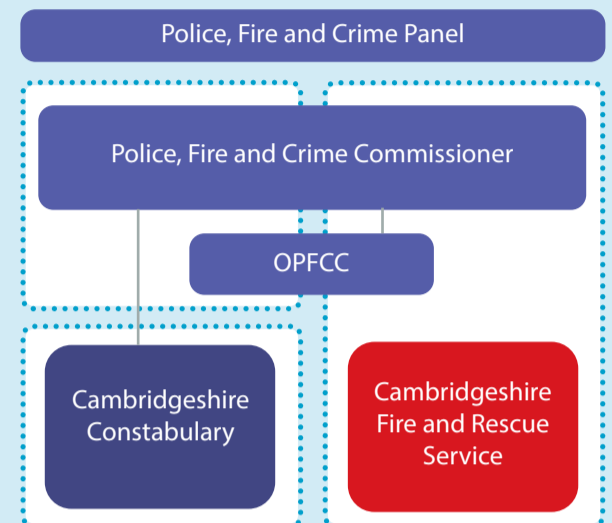 Police, Fire and Crime Panel
Police, Fire and Crime Commissioner
OPFCC
Cambridgeshire
Constabulary
Cambridgeshire
Fire and Rescue
Service